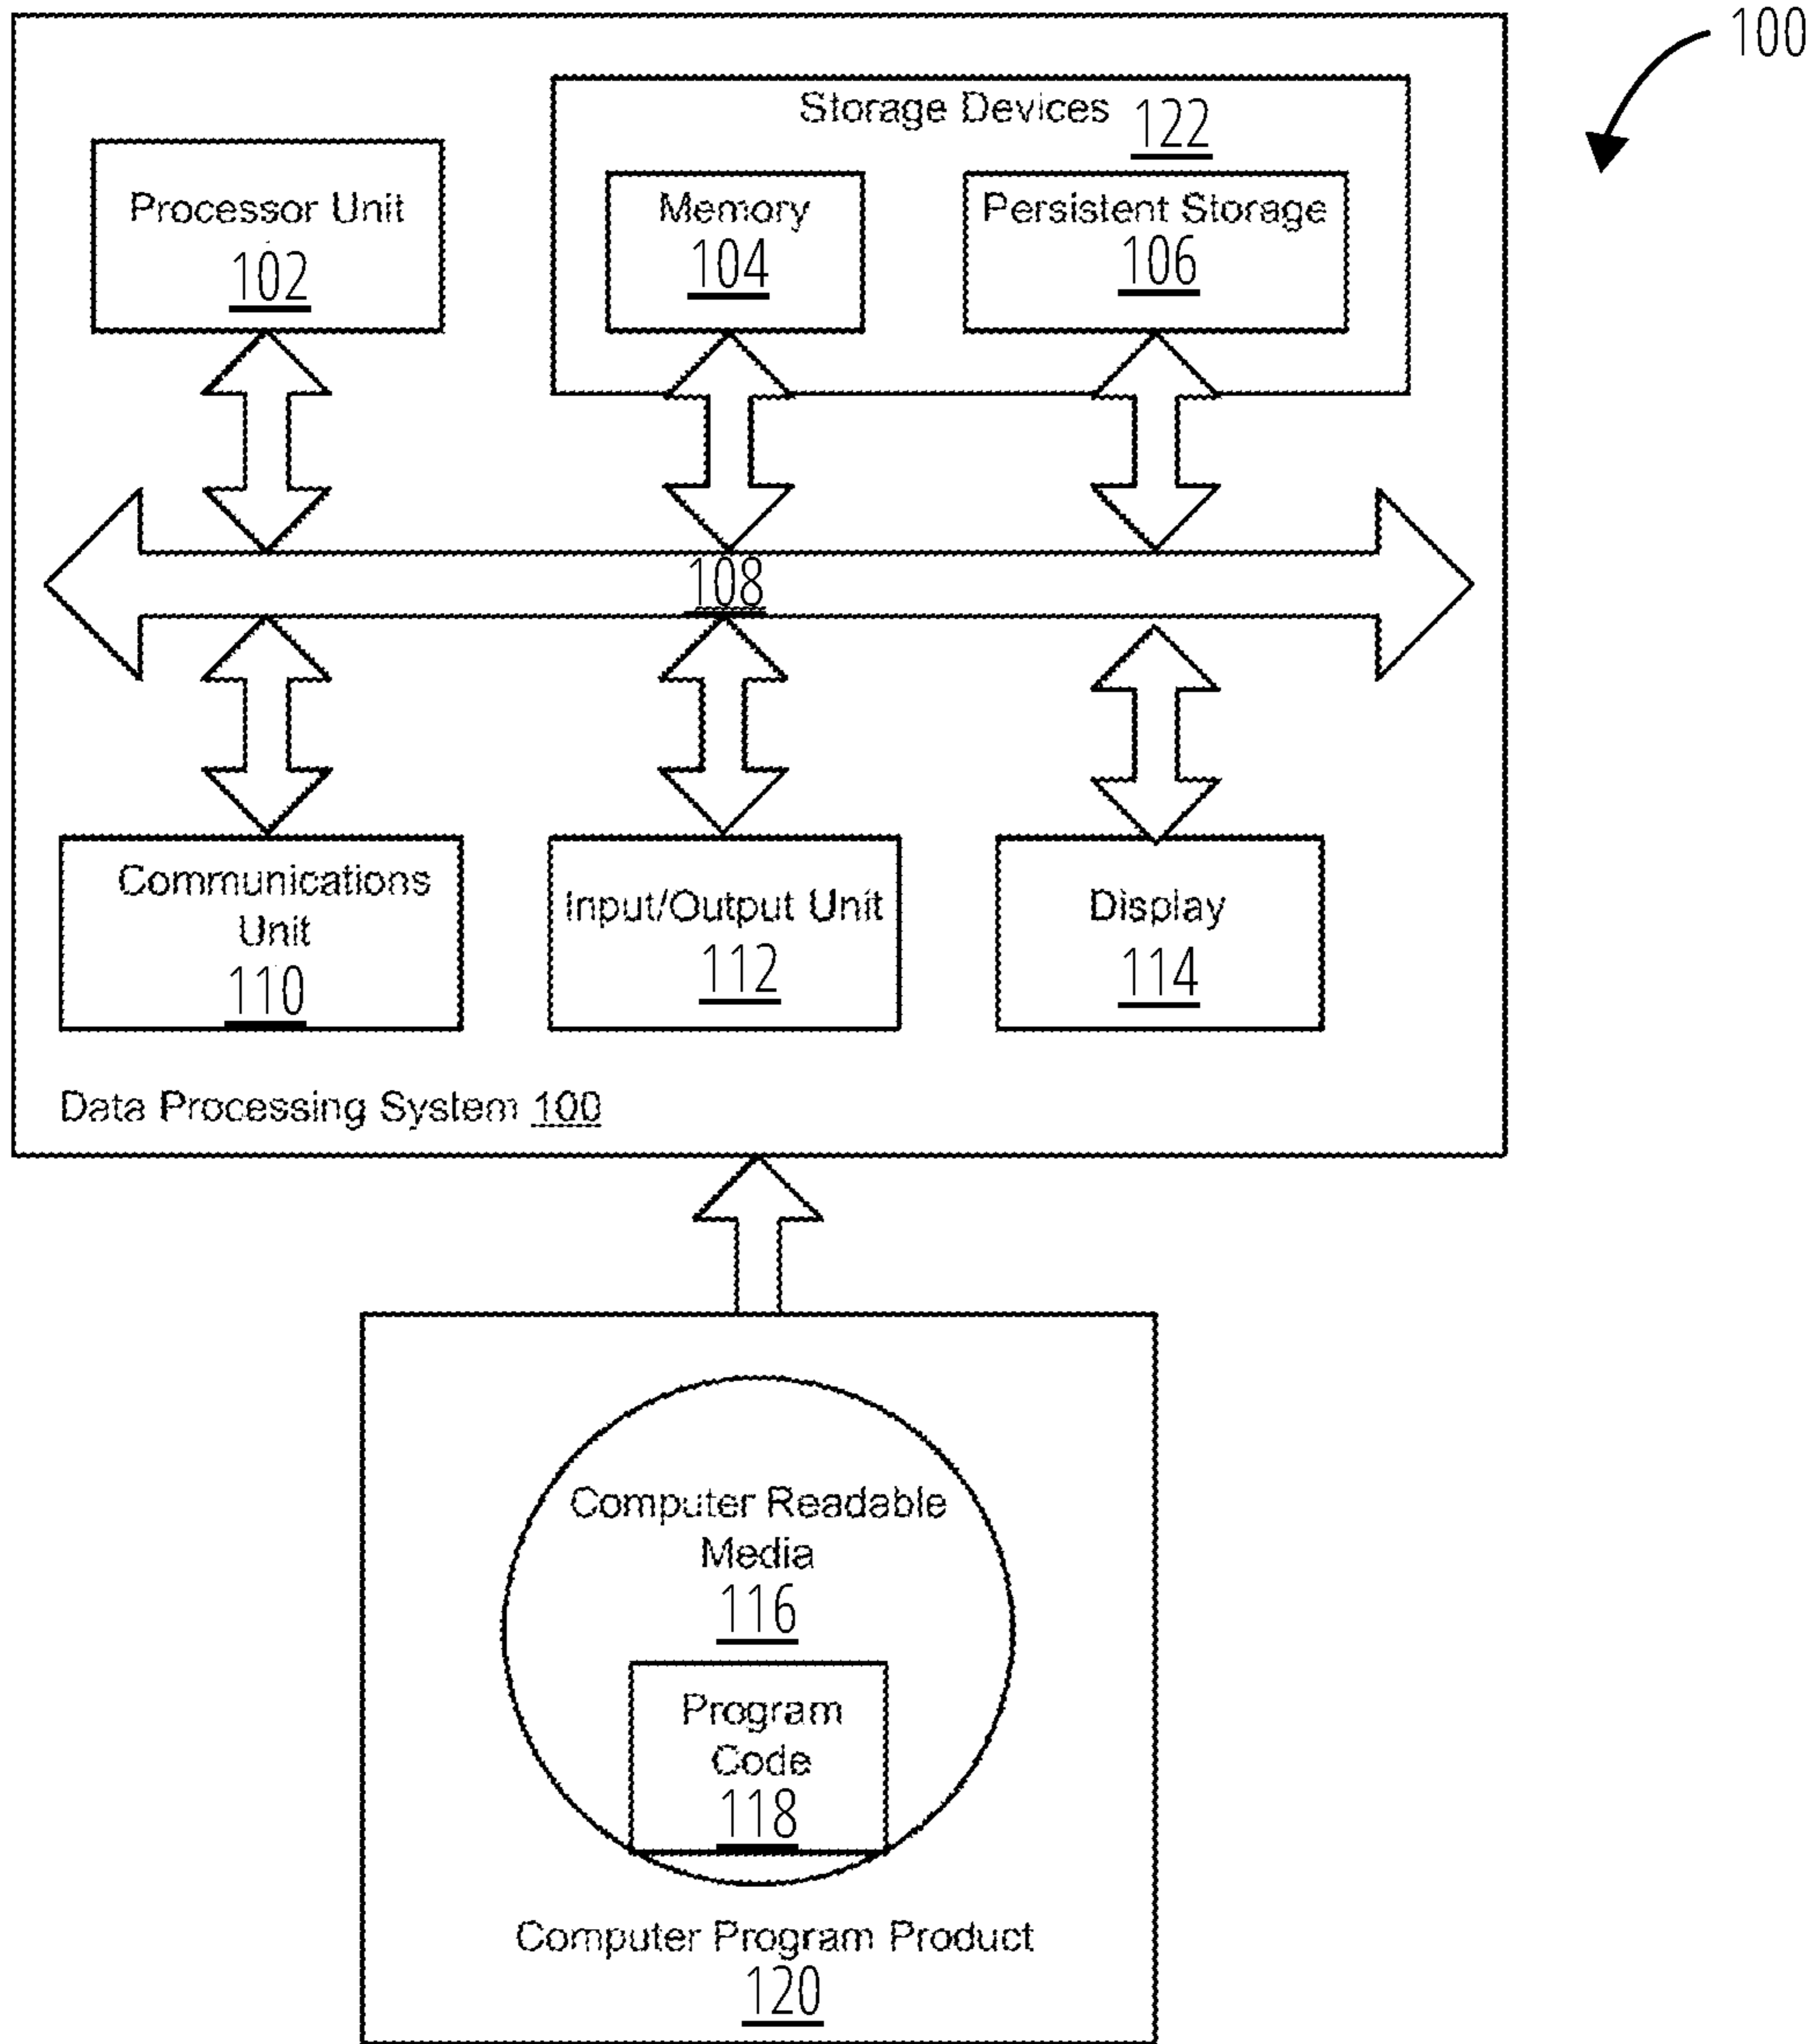 100
Storage Devices 122
Processor Unit
102
Memory
104
Persistent Storage
106
108
Communications
Unit
110
Input/Output Unit
112
Display
114
Data Processing System 100
Computer Readable
Media
116
Program
Code
118
Computer Program Product
120